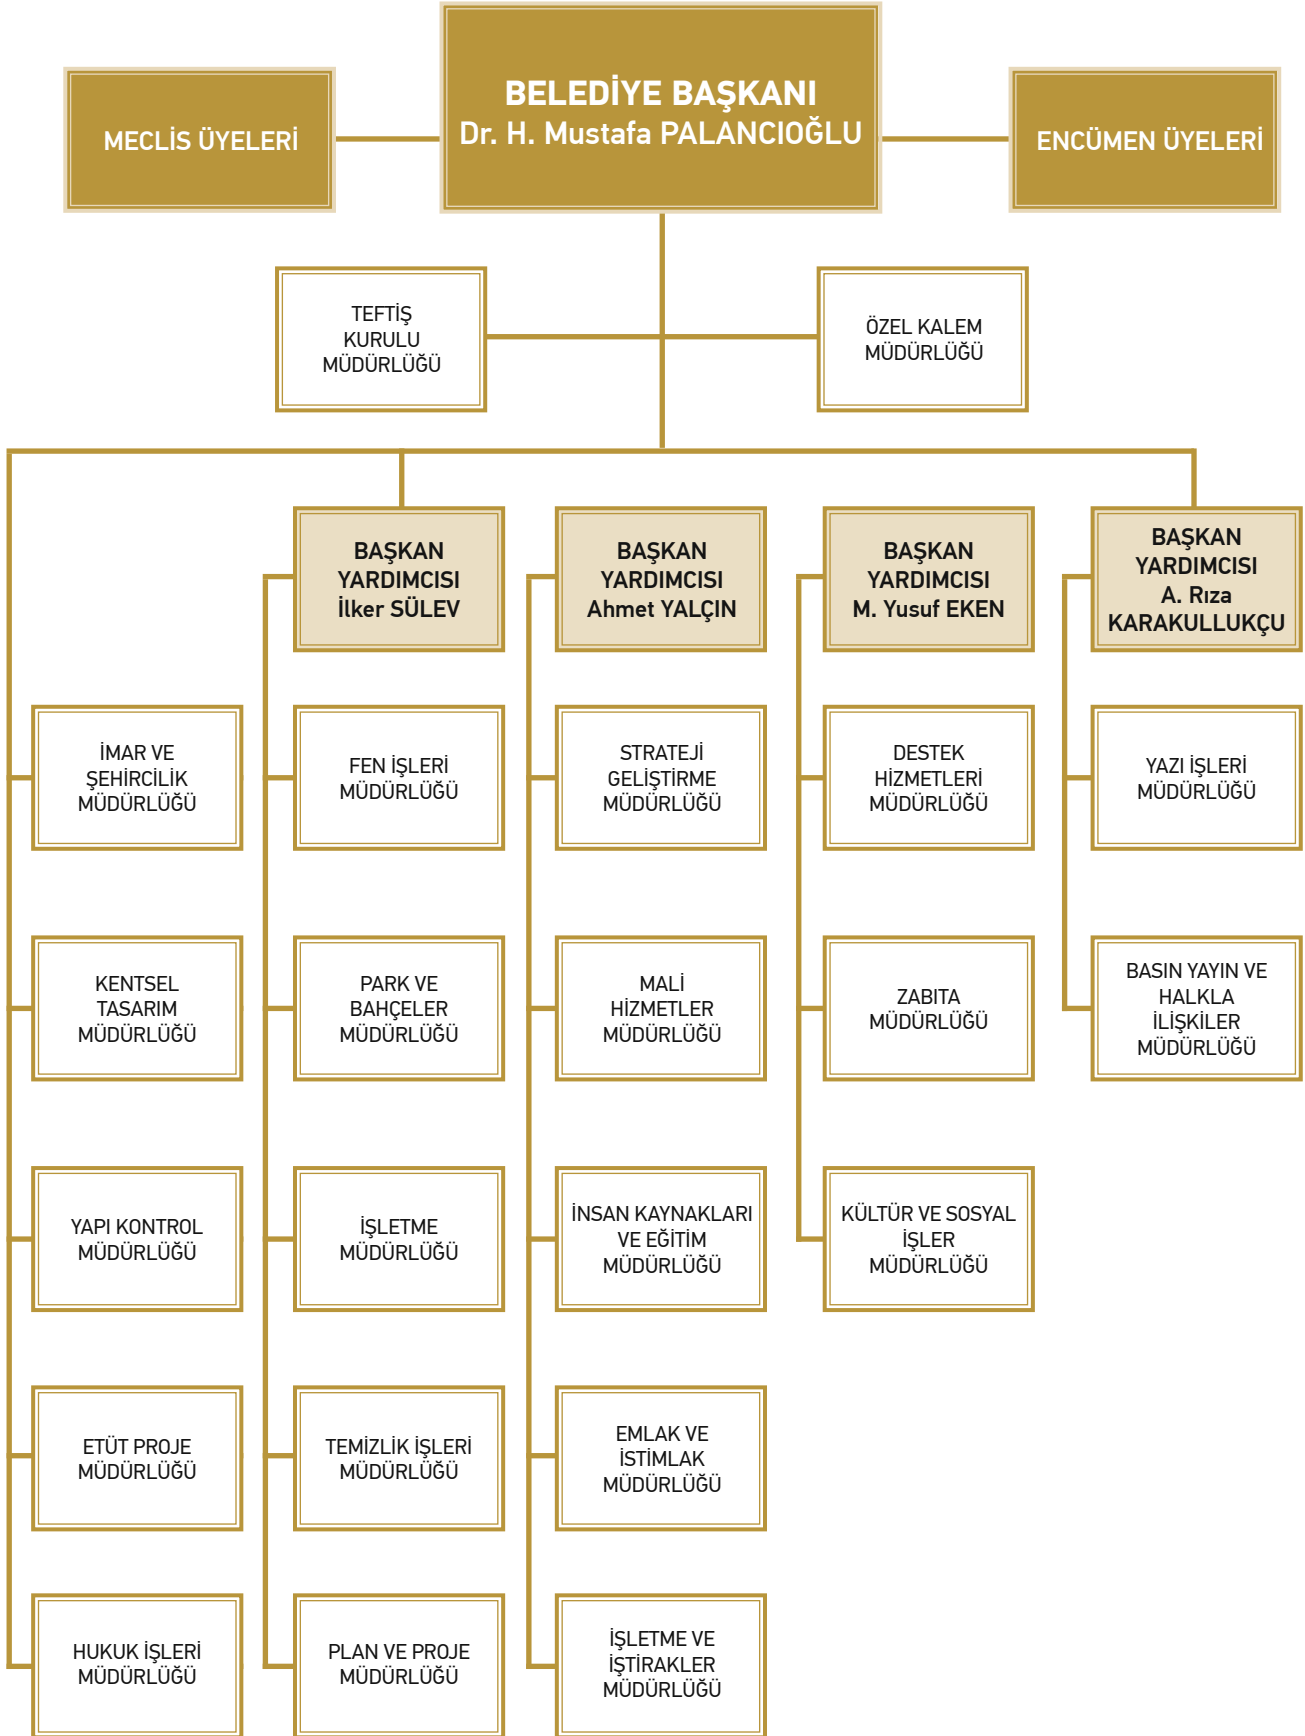 BELEDİYE BAŞKANI
Dr. H. Mustafa PALANCIOĞLU
MECLİS ÜYELERİ
ENCÜMEN ÜYELERİ
TEFTİŞ
KURULU
MÜDÜRLÜĞÜ
ÖZEL KALEM
MÜDÜRLÜĞÜ
BAŞKAN
YARDIMCISI
İlker SÜLEV
BAŞKAN
YARDIMCISI
Ahmet YALÇIN
BAŞKAN
YARDIMCISI
M. Yusuf EKEN
BAŞKAN
YARDIMCISI
A. Rıza
KARAKULLUKÇU
İMAR VE
ŞEHİRCİLİK
MÜDÜRLÜĞÜ
FEN İŞLERİ
MÜDÜRLÜĞÜ
STRATEJİ
GELİŞTİRME
MÜDÜRLÜĞÜ
DESTEK
HİZMETLERİ
MÜDÜRLÜĞÜ
YAZI İŞLERİ
MÜDÜRLÜĞÜ
KENTSEL
TASARIM
MÜDÜRLÜĞÜ
PARK VE
BAHÇELER
MÜDÜRLÜĞÜ
MALİ
HİZMETLER
MÜDÜRLÜĞÜ
ZABITA
MÜDÜRLÜĞÜ
BASIN YAYIN VE
HALKLA
İLİŞKİLER
MÜDÜRLÜĞÜ
YAPI KONTROL
MÜDÜRLÜĞÜ
İŞLETME
MÜDÜRLÜĞÜ
İNSAN KAYNAKLARI
VE EĞİTİM
MÜDÜRLÜĞÜ
KÜLTÜR VE SOSYAL
İŞLER
MÜDÜRLÜĞÜ
ETÜT PROJE
MÜDÜRLÜĞÜ
TEMİZLİK İŞLERİ
MÜDÜRLÜĞÜ
EMLAK VE
İSTİMLAK
MÜDÜRLÜĞÜ
HUKUK İŞLERİ
MÜDÜRLÜĞÜ
PLAN VE PROJE
MÜDÜRLÜĞÜ
İŞLETME VE
İŞTİRAKLER
MÜDÜRLÜĞÜ